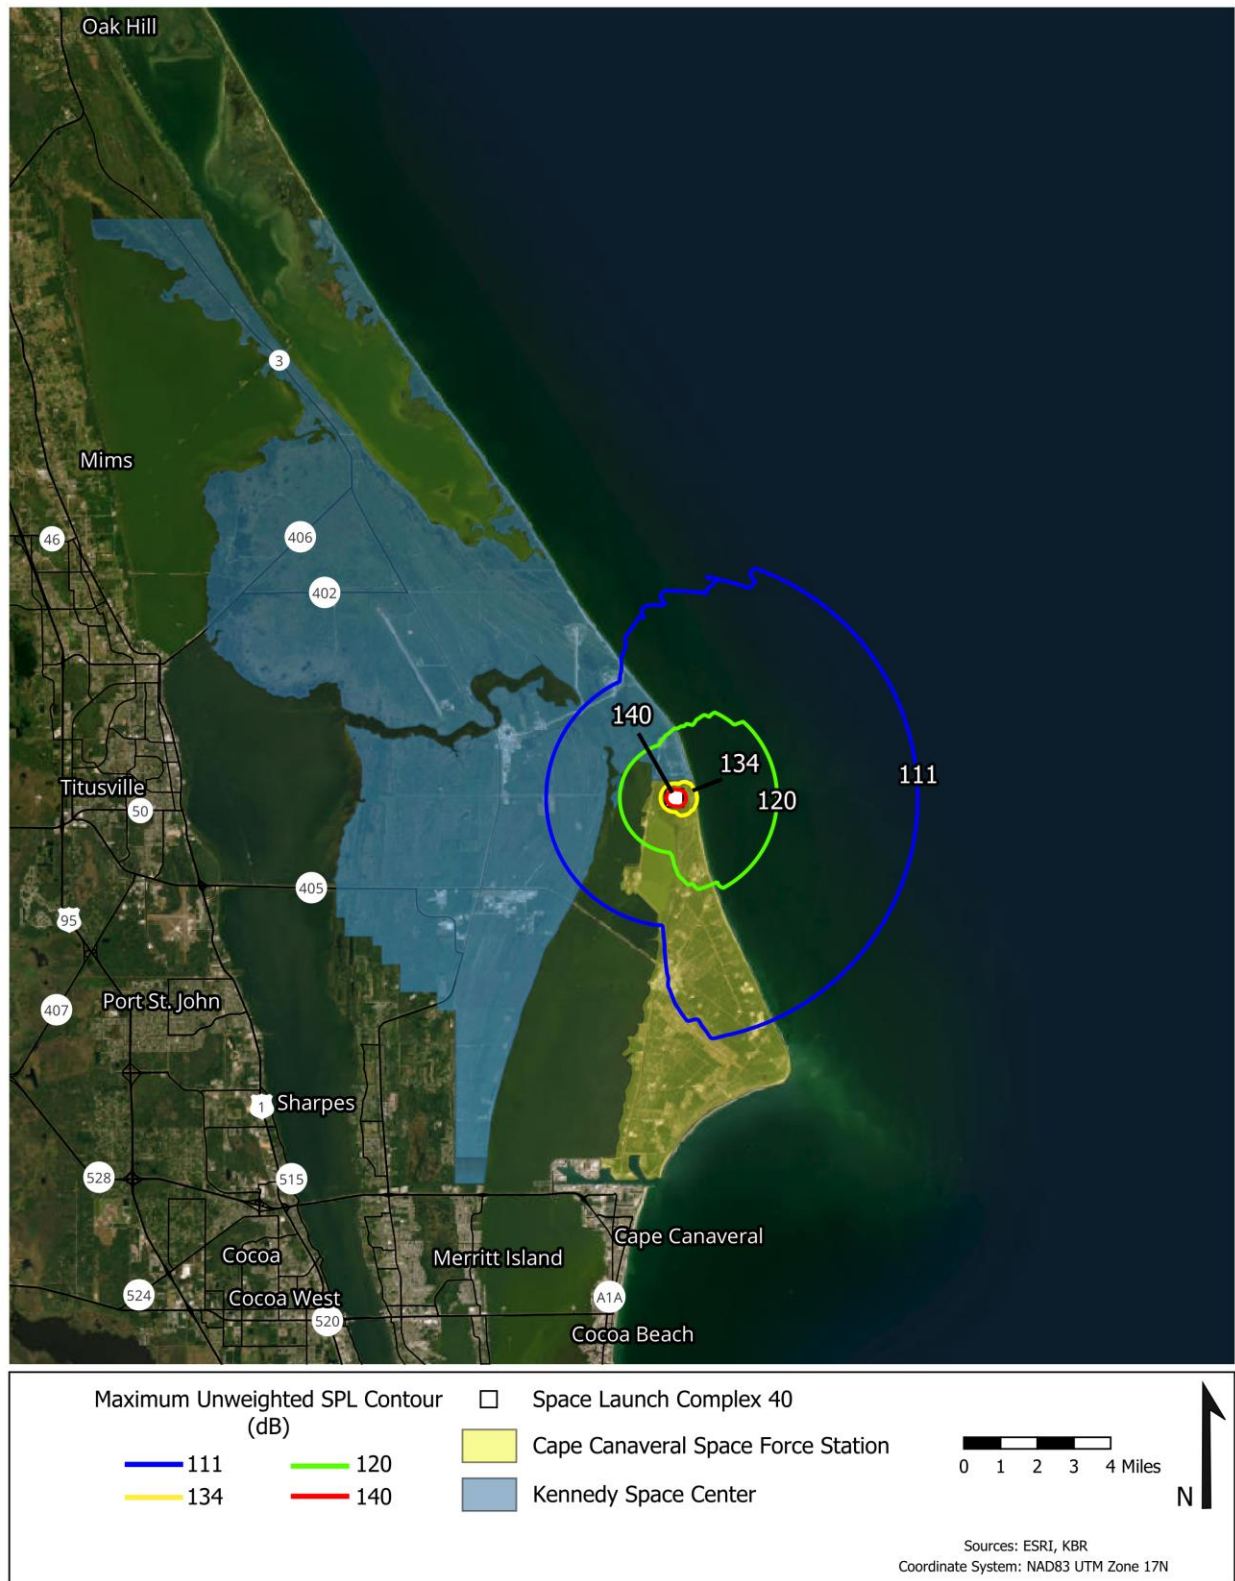 Oak Hill
3
Mims
46
406
402
140
134
111
120
Titusville
50
405
95
407
Port St. John
1
Sharpes
528
515
Cape Canaveral
Cocoa
Merritt Island
524
Cocoa West
A1A
520
Cocoa Beach
Maximum Unweighted SPL Contour
(dB)
111
120
134
140
Space Launch Complex 40
Cape Canaveral Space Force Station
Kennedy Space Center
0 1 2 3 4 Miles
N
Sources: ESRI, KBR
Coordinate System: NAD83 UTM Zone 17N